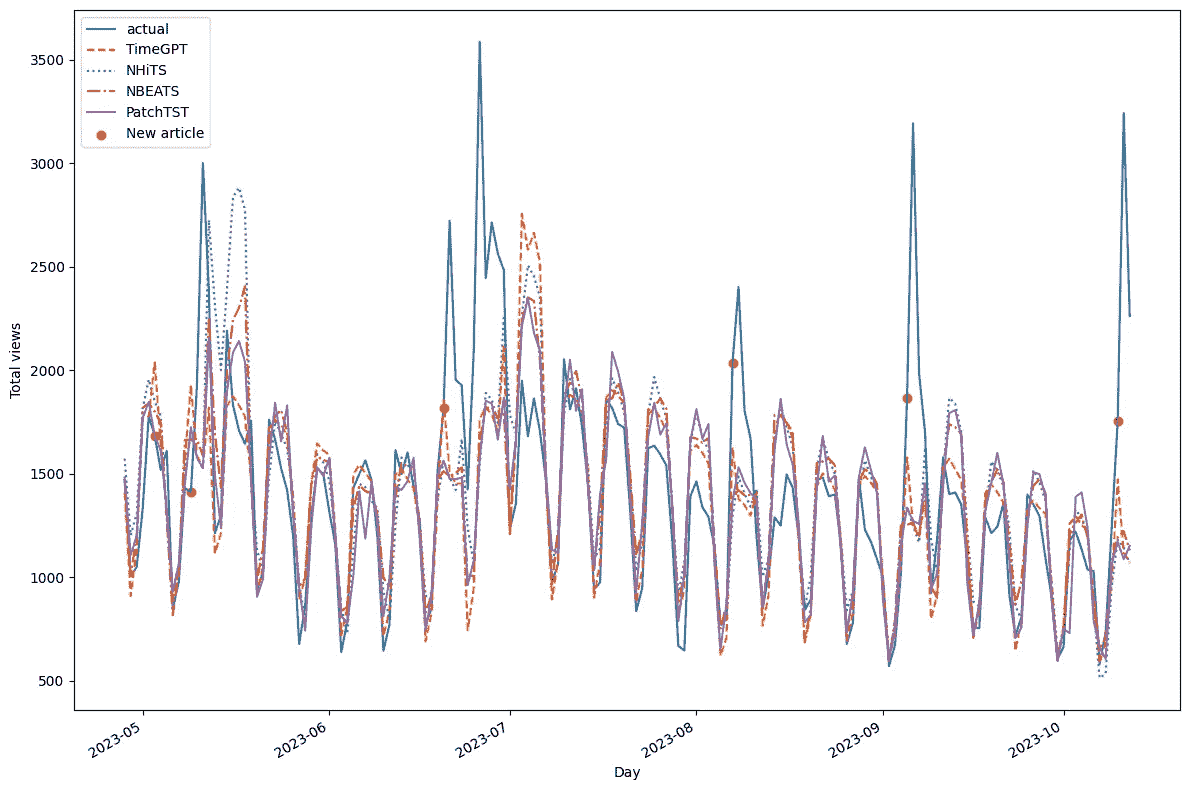 actual
TimeGPT
NHiTS
NBEATS
PatchTST
New article
3500
3000
2500
2000
1500
1000
500
Total views
2023-05
2023-06
2023-07
2023-08
2023-09
2023-10
Day